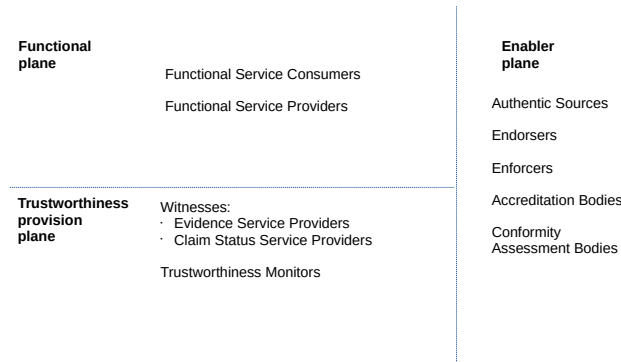 Functional
plane
Functional Service Consumers
Functional Service Providers
Trustworthiness
provision
plane
Witnesses:
· Evidence Service Providers
· Claim Status Service Providers
Trustworthiness Monitors
Enabler
plane
Authentic Sources
Endorsers
Enforcers
Accreditation Bodies
Conformity
Assessment Bodies